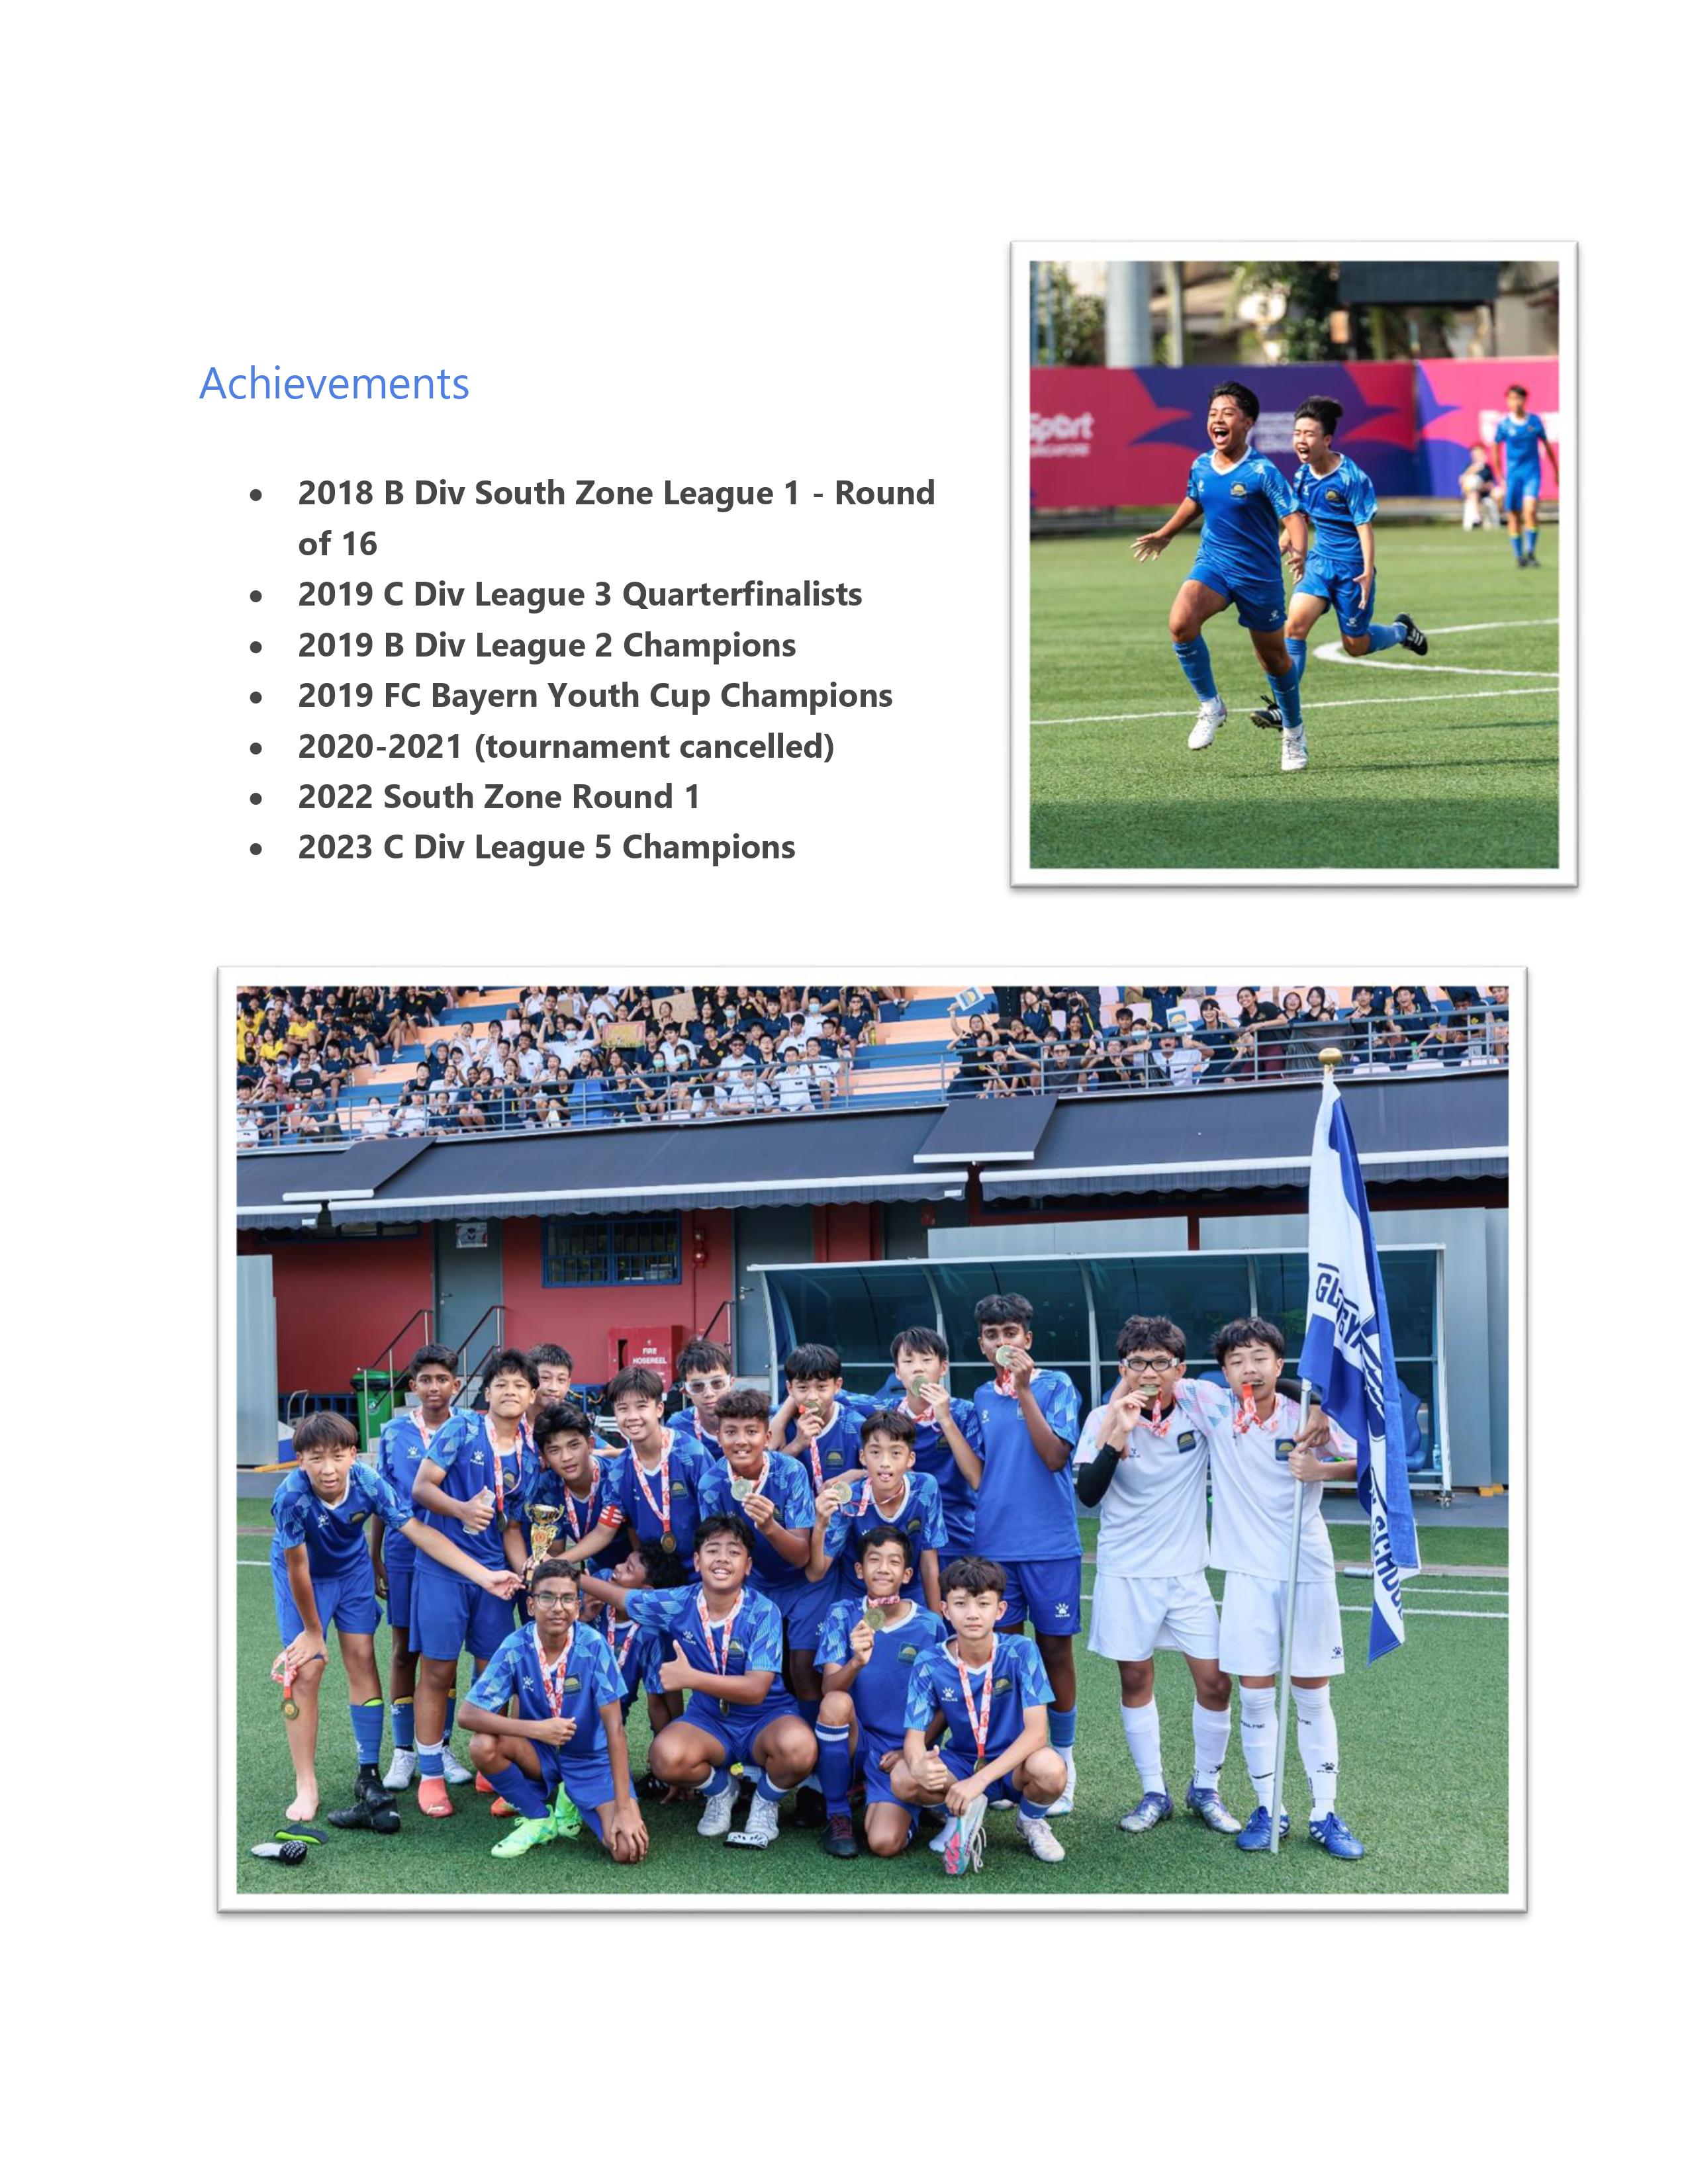 Achievements
• 2018 B Div South Zone League 1 - Round
of 16
• 2019 C Div League 3 Quarterfinalists
• 2019 B Div League 2 Champions
• 2019 FC Bayern Youth Cup Champions
• 2020-2021 (tournament cancelled)
• 2022 South Zone Round 1
• 2023 C Div League 5 Champions
FIRE
HOSEREEL